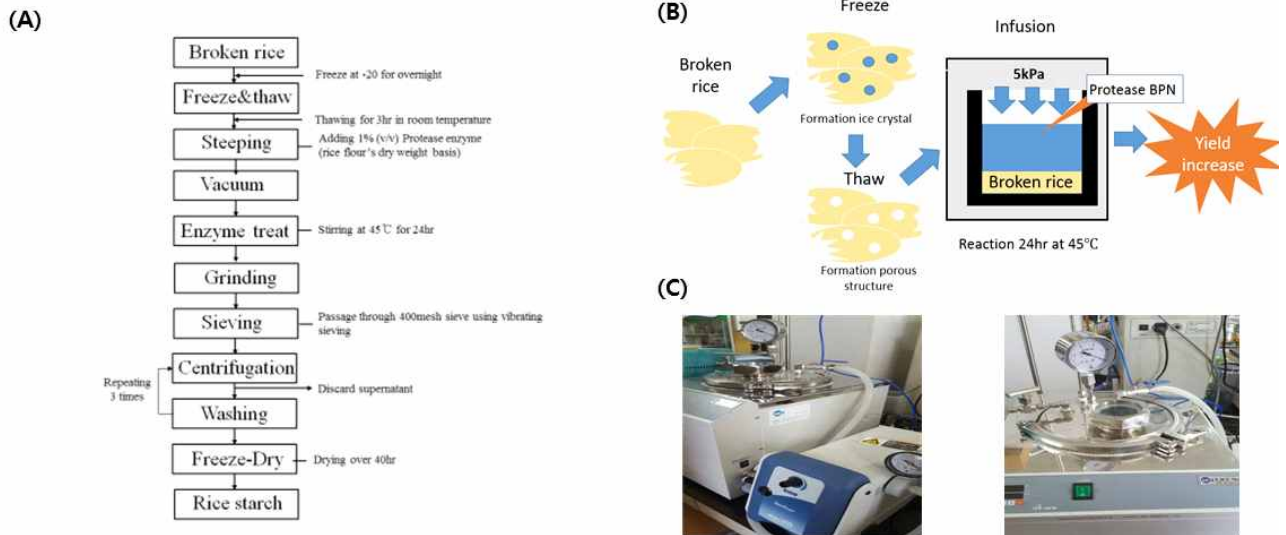 (A)
Broken rice
Freeze at -20 for overnight
Freeze&thaw
Thawing for 3hr in room temperature
Steeping
Adding 1% (v/v) Protease enzyme
(rice flour's dry weight basis)
Vacuum
Enzyme treat
Stirring at 45℃ for 24hr
Grinding
Sieving
Passage through 400mesh sieve using vibrating
sieving
Centrifugation
Repeating
3 times
Discard supernatant
Washing
Freeze-Dry
Drying over 40hr
Rice starch
(B)
Freeze
Infusion
Broken
rice
Formation ice crystal
Thaw
Formation porous
structure
5kPa
Protease BPN
Broken rice
Reaction 24hr at 45℃
Yield
increase
(C)